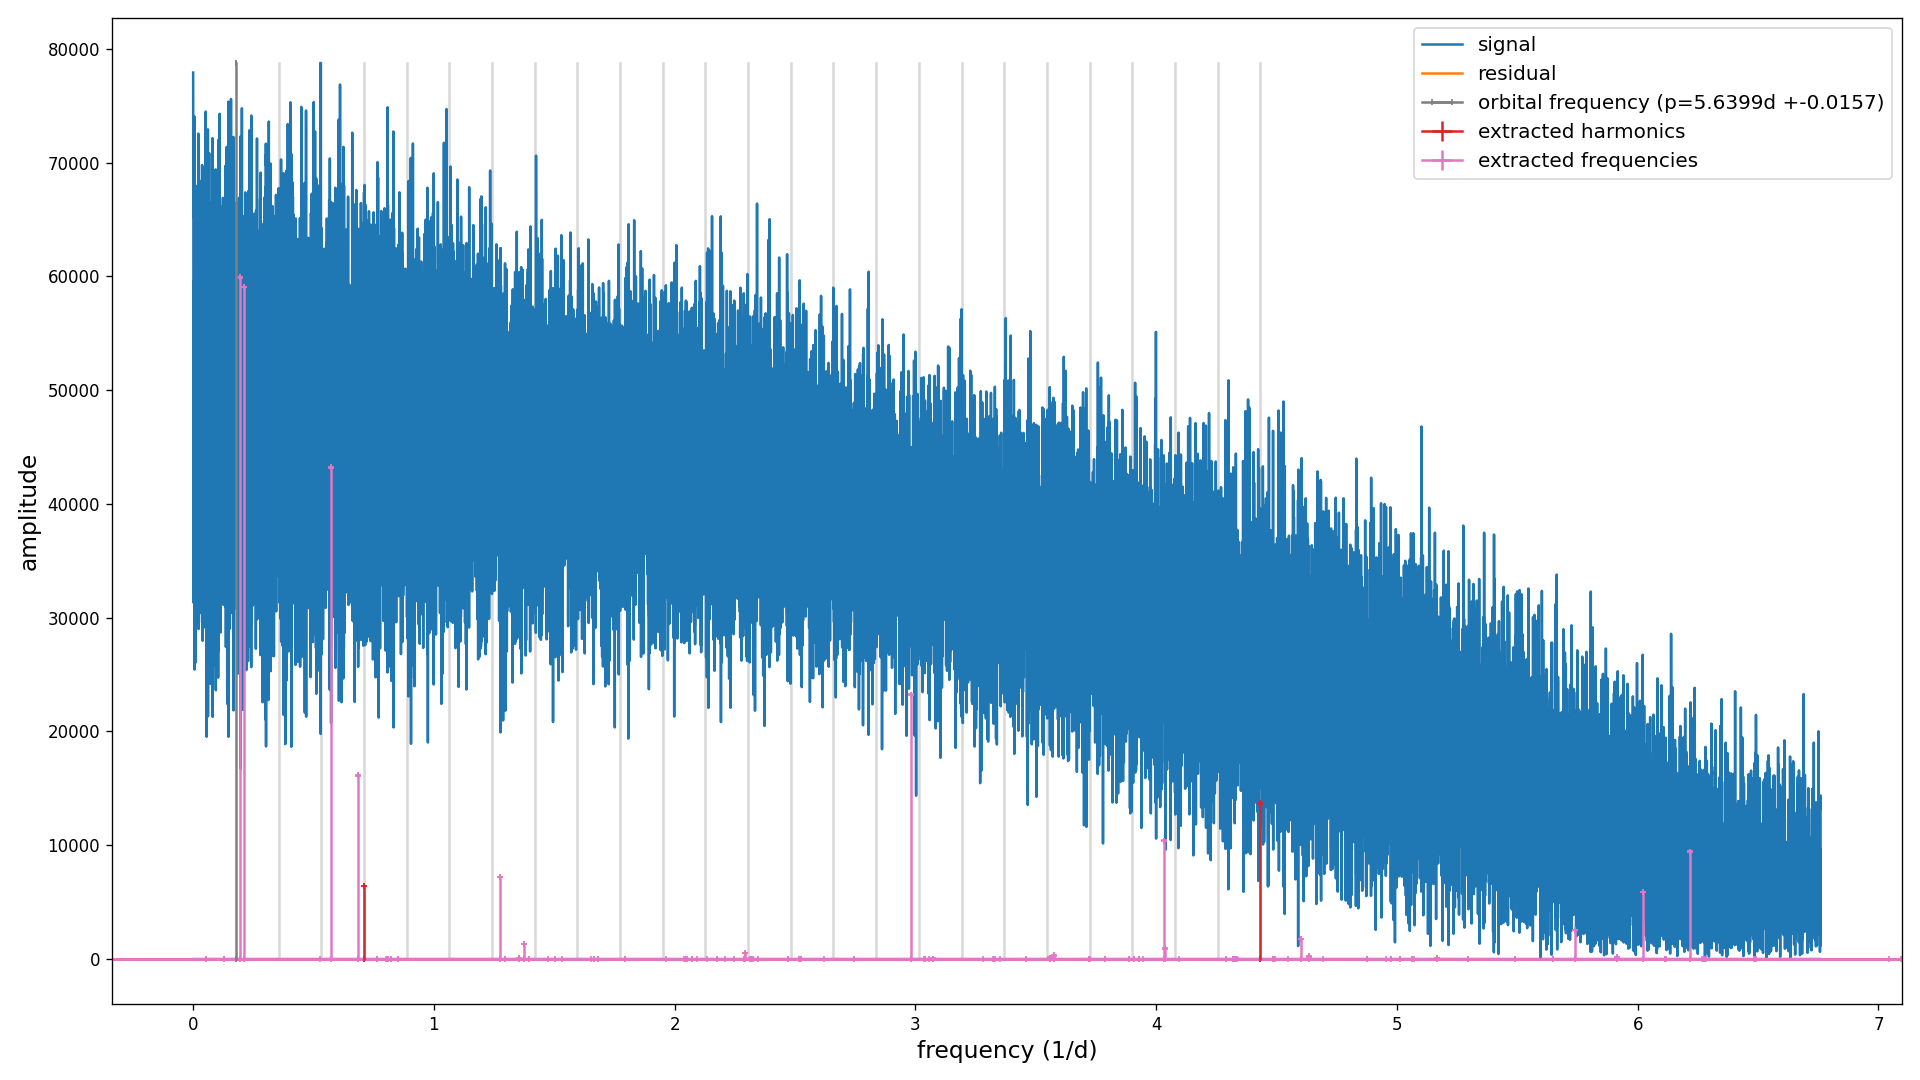 signal
residual
orbital frequency (p=5.6399d +-0.0157)
extracted harmonics
extracted frequencies
80000
70000
60000
50000
40000
30000
20000
10000
0
amplitude
0 1 2 3 4 5 6 7
frequency (1/d)